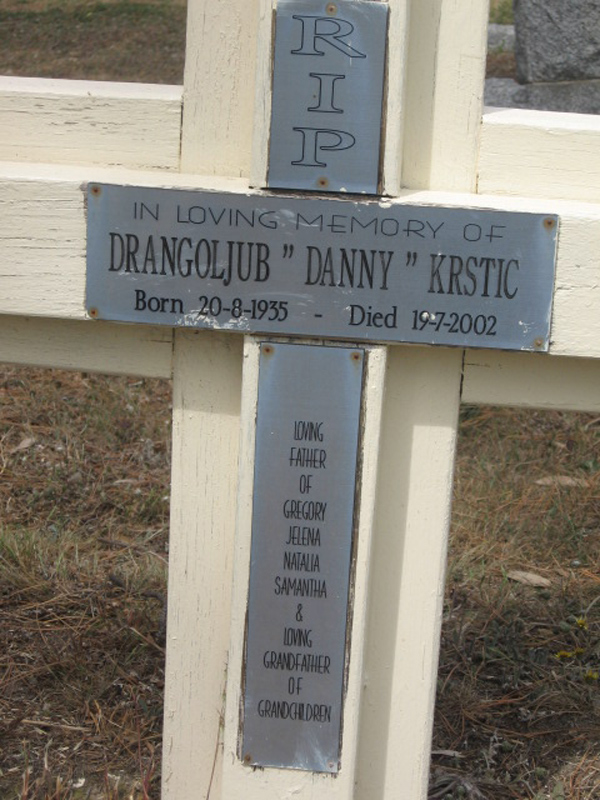 R
I
P
IN LOVING MEMORY OF
DRANGOLJUB " DANNY " KRSTIC
Born 20-8-1935 - Died 19-7-2002
LOVING
FATHER
OF
GREGORY
JELENA
NATALIA
SAMANTHA
&
LOVING
GRANDFATHER
OF
GRANDCHILDREN